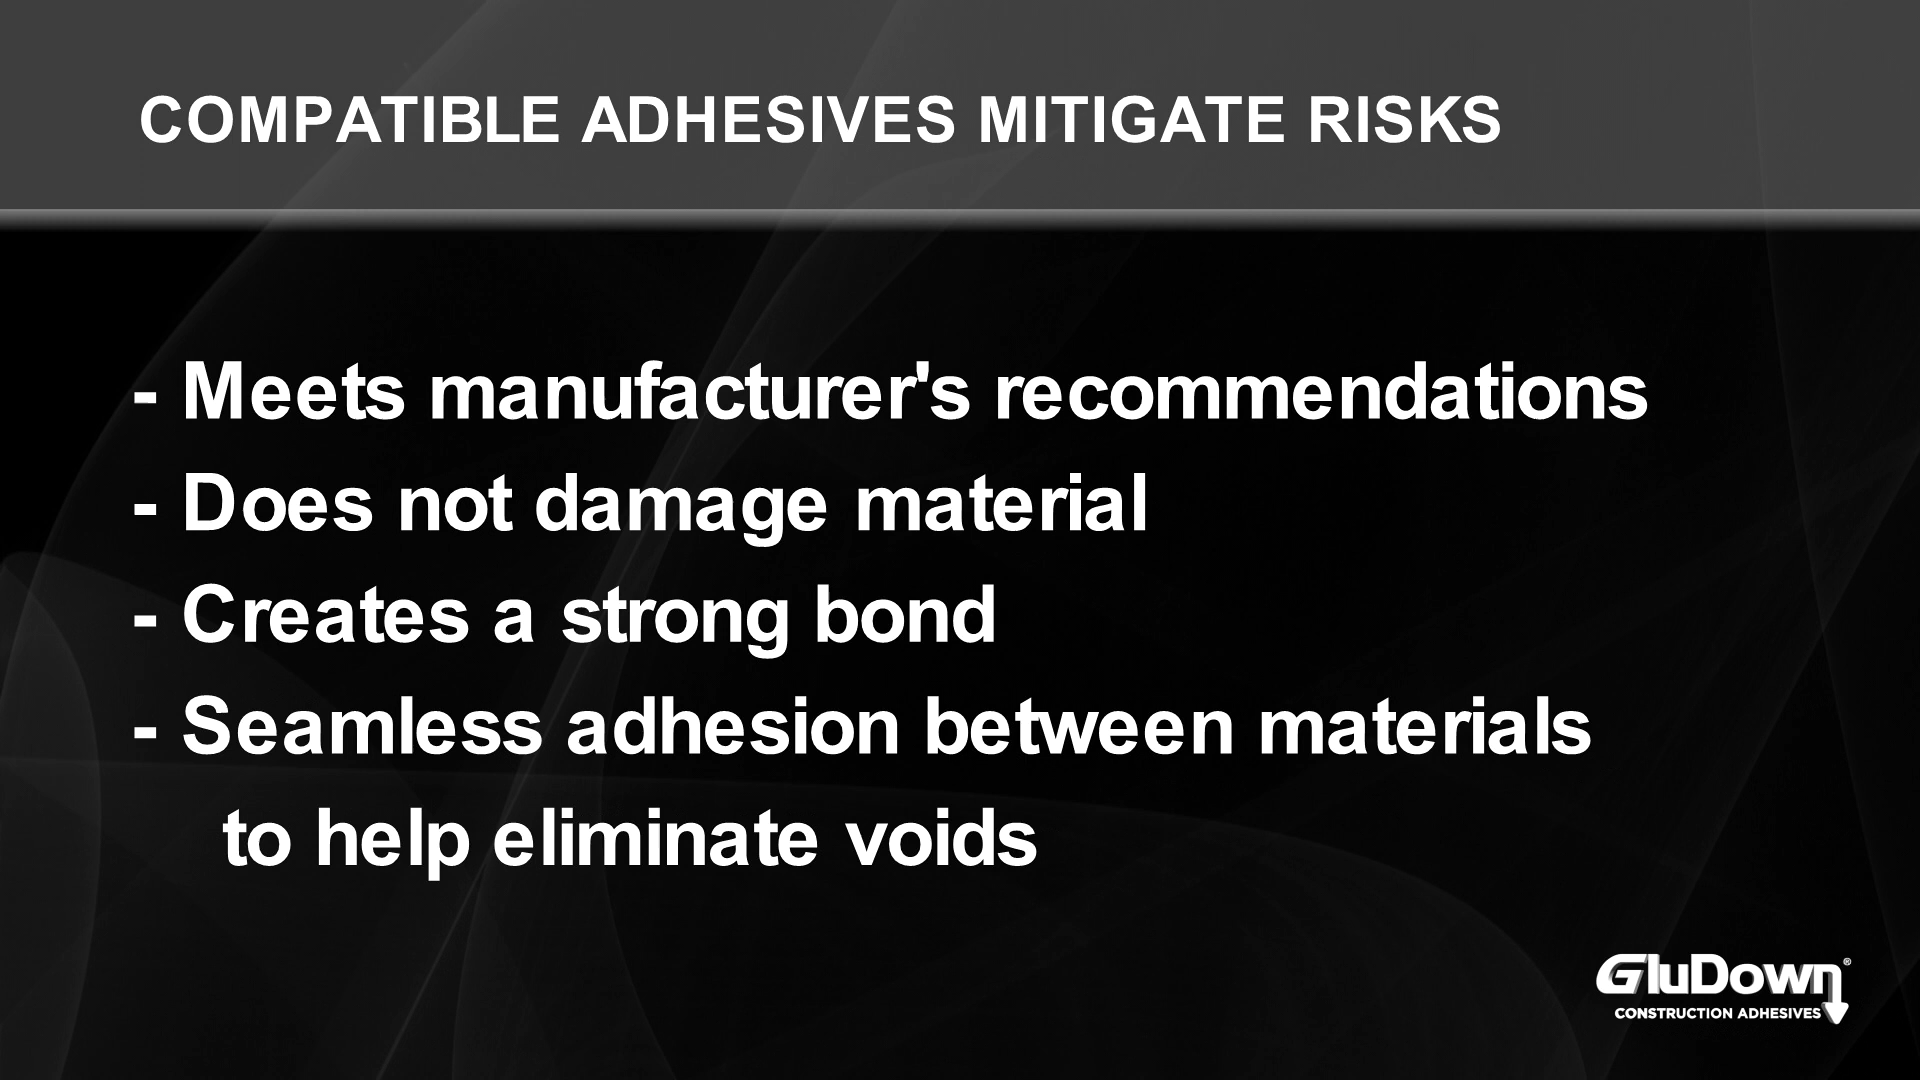 COMPATIBLE ADHESIVES MITIGATE RISKS
- Meets manufacturer's recommendations
- Does not damage material
- Creates a strong bond
- Seamless adhesion between materials
to help eliminate voids
GluDown®
CONSTRUCTION ADHESIVES